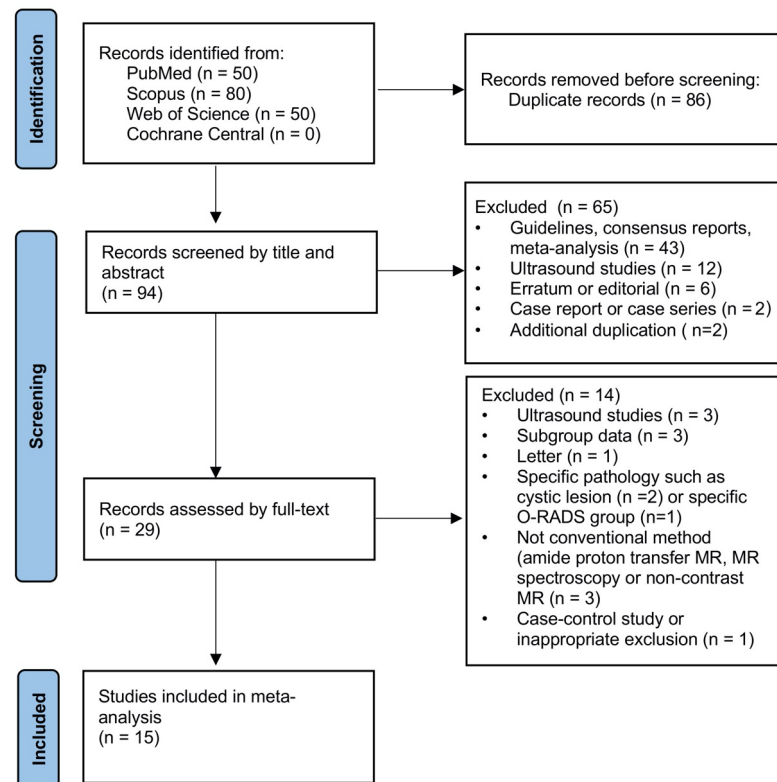 Identification
Records identified from:
PubMed (n = 50)
Scopus (n = 80)
Web of Science (n = 50)
Cochrane Central (n = 0)
Records removed before screening:
Duplicate records (n = 86)
Screening
Records screened by title and
abstract
(n = 94)
Excluded (n = 65)
• Guidelines, consensus reports,
meta-analysis (n = 43)
• Ultrasound studies (n = 12)
• Erratum or editorial (n = 6)
• Case report or case series (n = 2)
• Additional duplication ( n=2)
Records assessed by full-text
(n = 29)
Excluded (n = 14)
• Ultrasound studies (n = 3)
• Subgroup data (n = 3)
• Letter (n = 1)
• Specific pathology such as
cystic lesion (n =2) or specific
O-RADS group (n=1)
• Not conventional method
(amide proton transfer MR, MR
spectroscopy or non-contrast
MR (n = 3)
• Case-control study or
inappropriate exclusion (n = 1)
Included
Studies included in meta-
analysis
(n = 15)